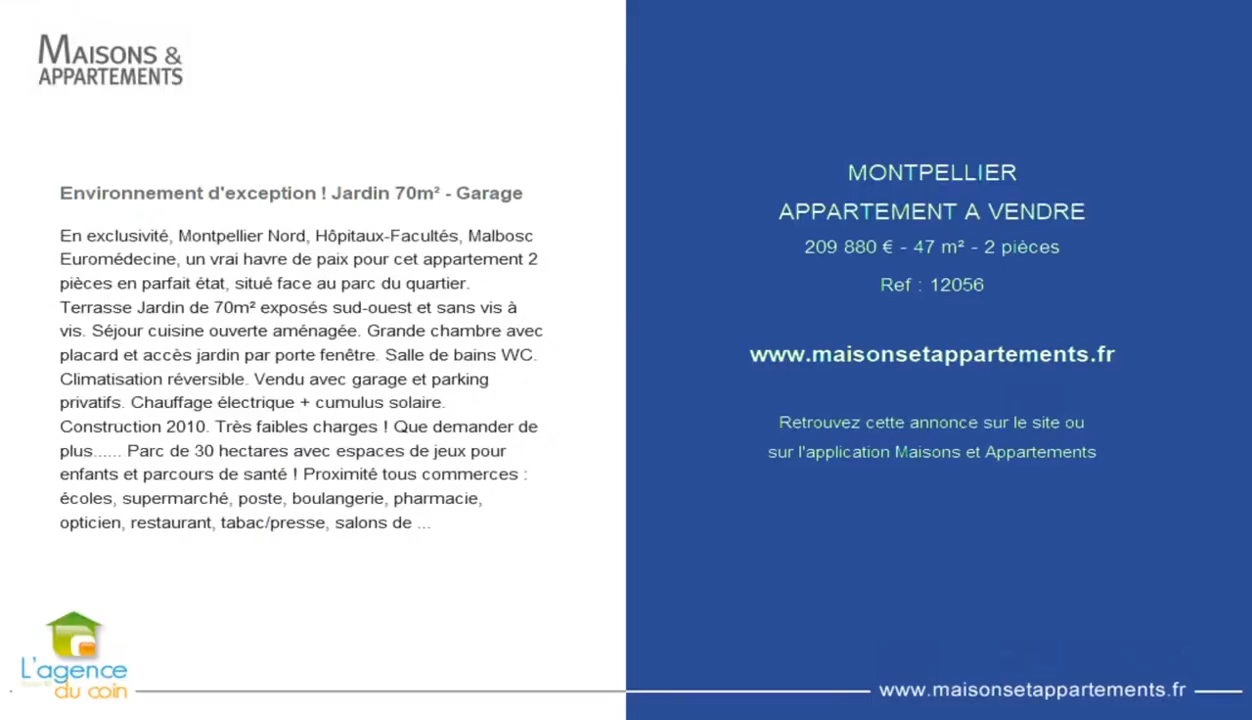 MAISONS &
APPARTEMENTS
Environnement d'exception ! Jardin 70m² - Garage
En exclusivité, Montpellier Nord, Hôpitaux-Facultés, Malbosc
Euromédecine, un vrai havre de paix pour cet appartement 2
pièces en parfait état, situé face au parc du quartier.
Terrasse Jardin de 70m² exposés sud-ouest et sans vis à
vis. Séjour cuisine ouverte aménagée. Grande chambre avec
placard et accès jardin par porte fenêtre. Salle de bains WC.
Climatisation réversible. Vendu avec garage et parking
privatifs. Chauffage électrique + cumulus solaire.
Construction 2010. Très faibles charges ! Que demander de
plus...... Parc de 30 hectares avec espaces de jeux pour
enfants et parcours de santé ! Proximité tous commerces :
écoles, supermarché, poste, boulangerie, pharmacie,
opticien, restaurant, tabac/presse, salons de ...
L'agence
du coin
MONTPELLIER
APPARTEMENT A VENDRE
209 880 € - 47 m² - 2 pièces
Ref : 12056
www.maisonsetappartements.fr
Retrouvez cette annonce sur le site ou
sur l'application Maisons et Appartements
www.maisonsetappartements.fr